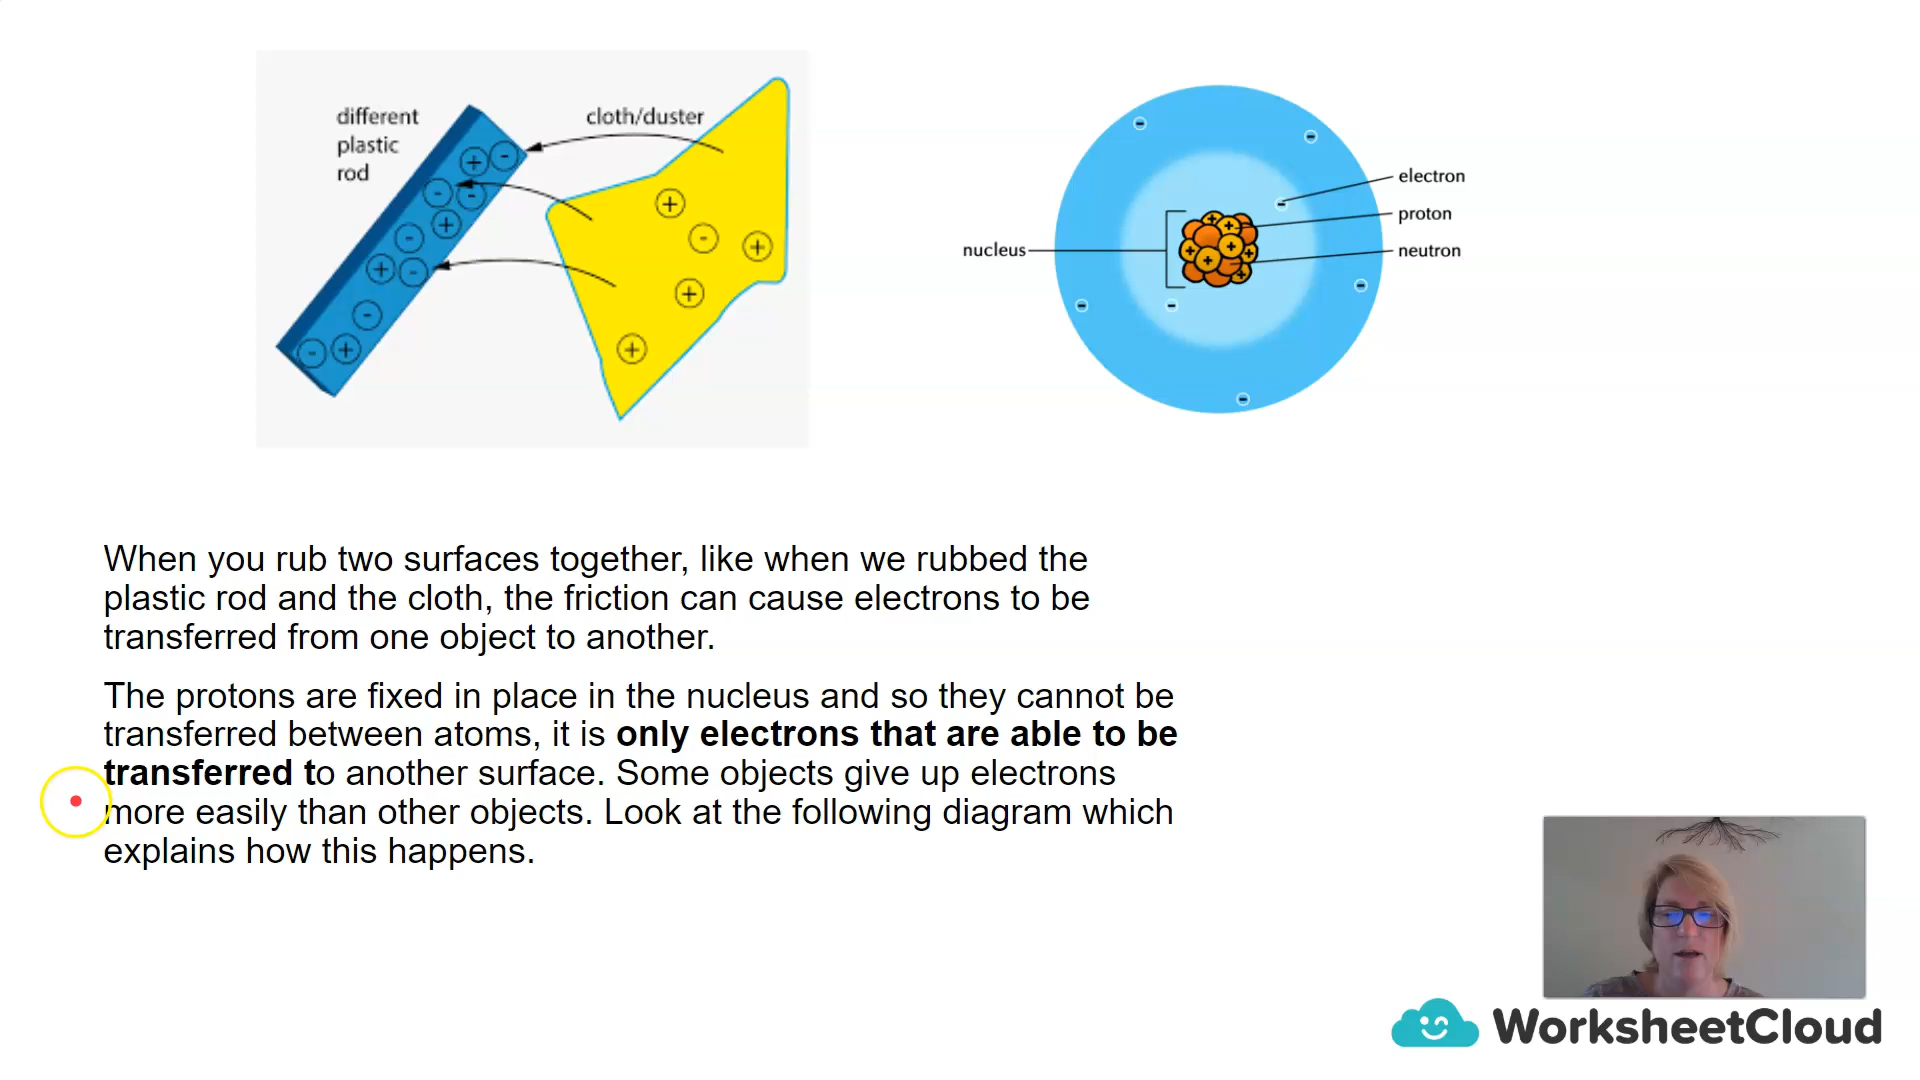 different
plastic
rod
cloth/duster
electron
proton
nucleus
neutron
When you rub two surfaces together, like when we rubbed the
plastic rod and the cloth, the friction can cause electrons to be
transferred from one object to another.
The protons are fixed in place in the nucleus and so they cannot be
transferred between atoms, it is only electrons that are able to be
transferred to another surface. Some objects give up electrons
more easily than other objects. Look at the following diagram which
explains how this happens.
WorksheetCloud